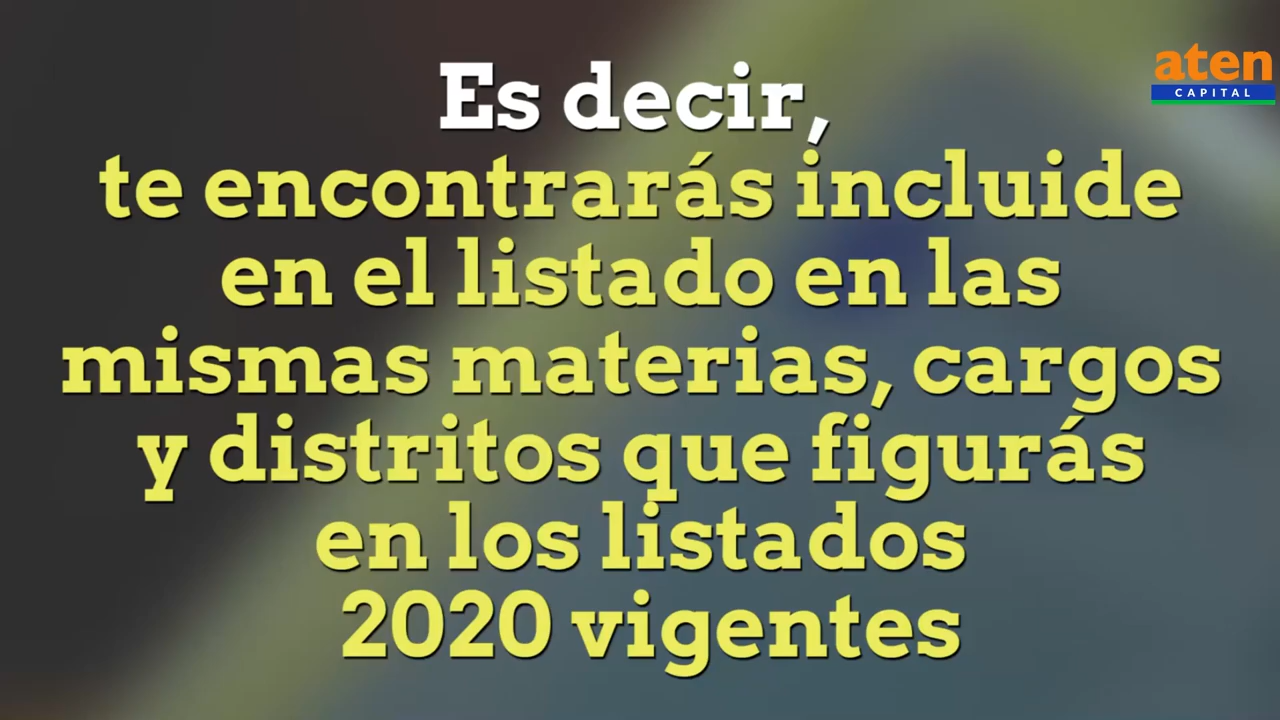 aten
CAPITAL
Es decir,
te encontrarás incluide
en el listado en las
mismas materias, cargos
y distritos que figurás
en los listados
2020 vigentes